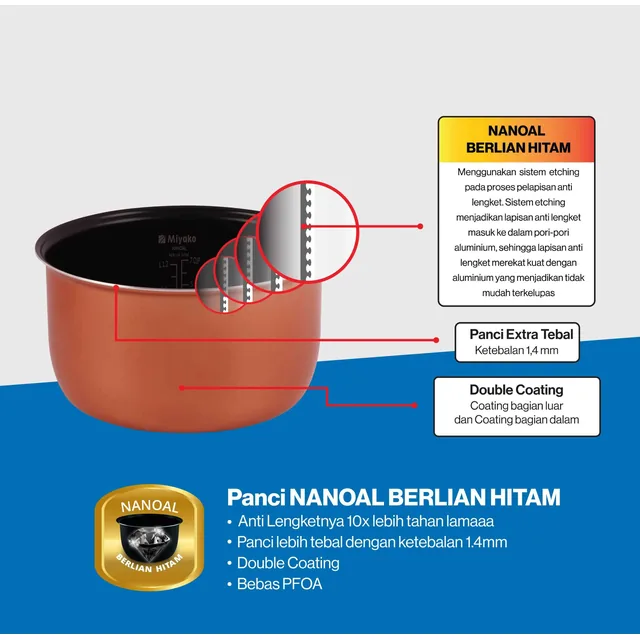 NANOAL
BERLIAN HITAM
Menggunakan sistem etching
pada proses pelapisan anti
lengket. Sistem etching
menjadikan lapisan anti lengket
masuk ke dalam pori-pori
aluminium, sehingga lapisan anti
lengket merekat kuat dengan
aluminium yang menjadikan tidak
mudah terkelupas
Miyako
Panci Extra Tebal
Ketebalan 1,4 mm
Double Coating
Coating bagian luar
dan Coating bagian dalam
NANOAL
BERLIAN HITAM
Panci NANOAL BERLIAN HITAM
• Anti Lengketnya 10x lebih tahan lamaaa
• Panci lebih tebal dengan ketebalan 1.4mm
• Double Coating
• Bebas PFOA